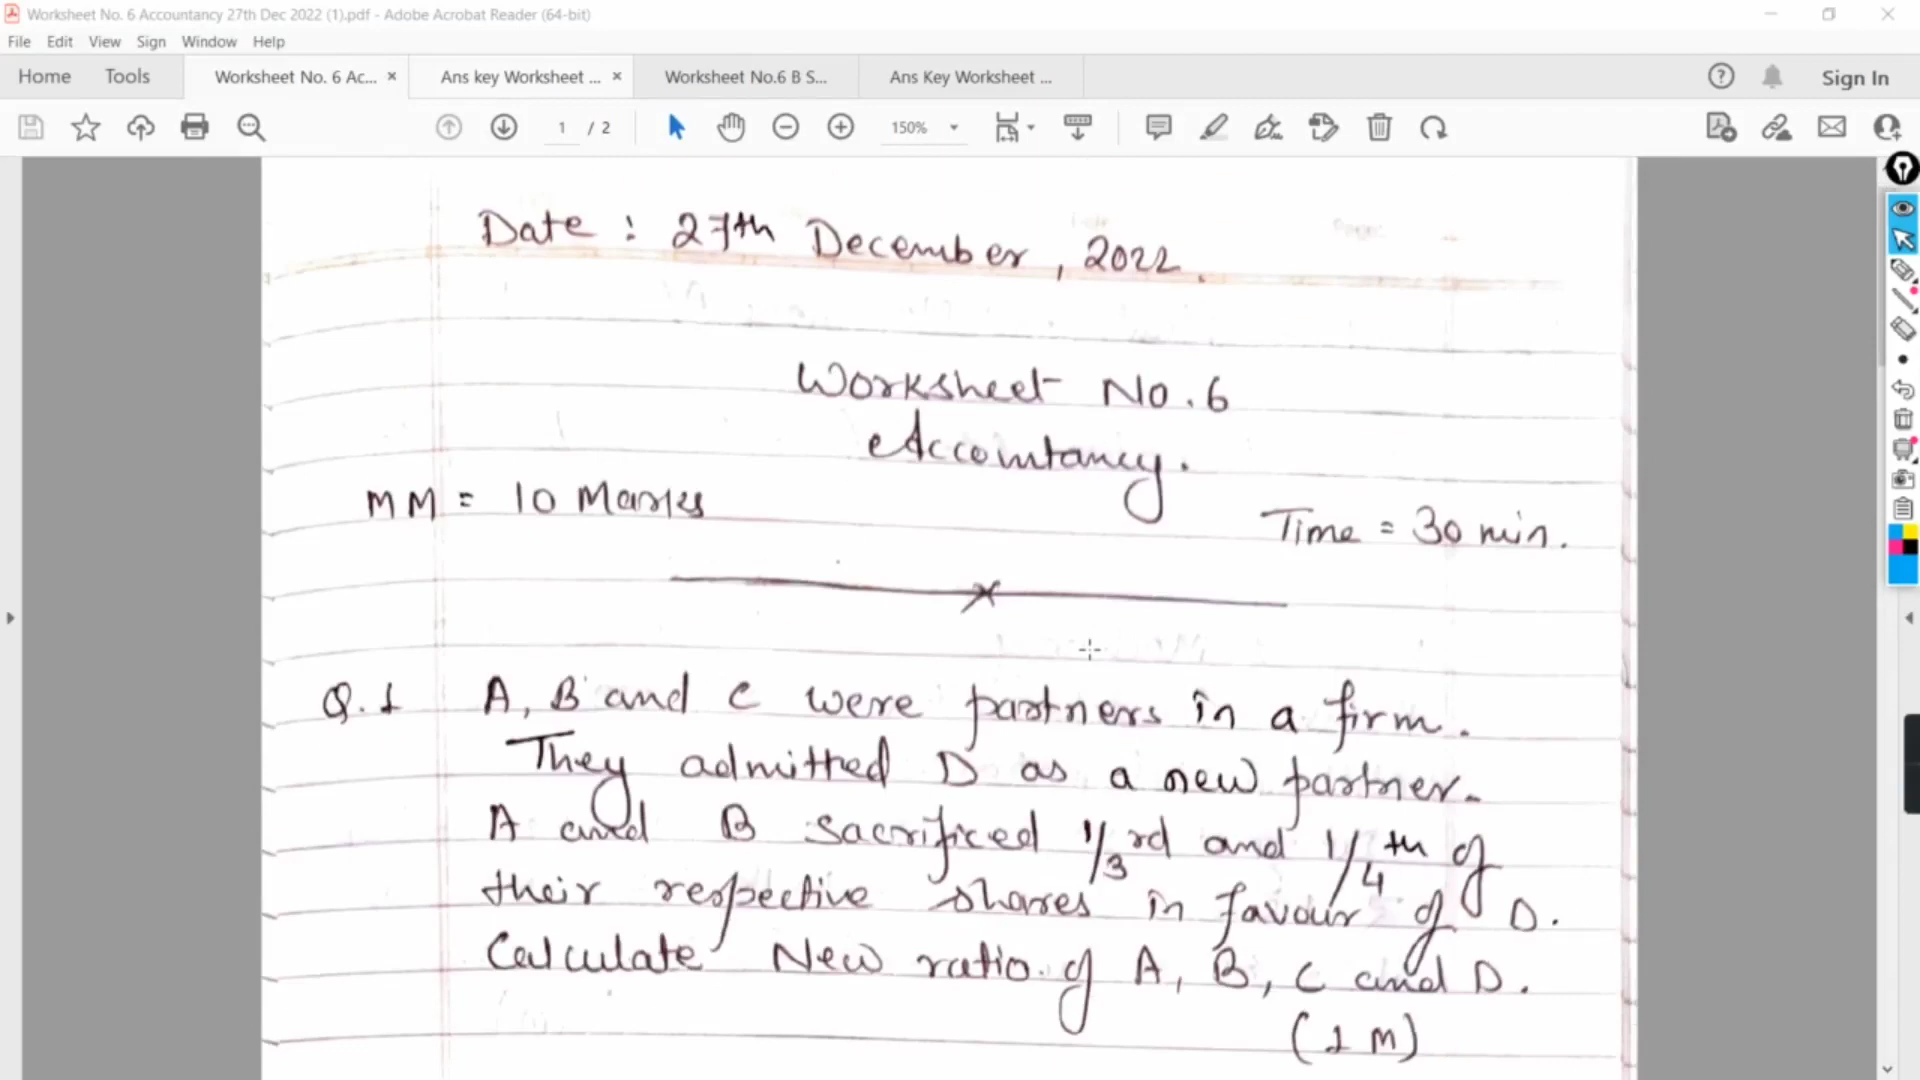 Worksheet No. 6 Accountancy 27th Dec 2022 (1).pdf - Adobe Acrobat Reader (64-bit)
File Edit View Sign Window Help
Home Tools Worksheet No. 6 Ac... × Ans key Worksheet ... × Worksheet No.6 B S... Ans Key Worksheet ... Sign In
1 / 2 150%
Date : 27th December, 2022.
Worksheet No. 6
Accountancy.
MM = 10 Marks
Time = 30 min.
Q. 1 A, B and C were partners in a firm.
They admitted D as a new partner.
A and B sacrificed 1/3 rd and 1/4 th of
their respective shares in favour of D.
Calculate New ratio of A, B, C and D.
(1 M)